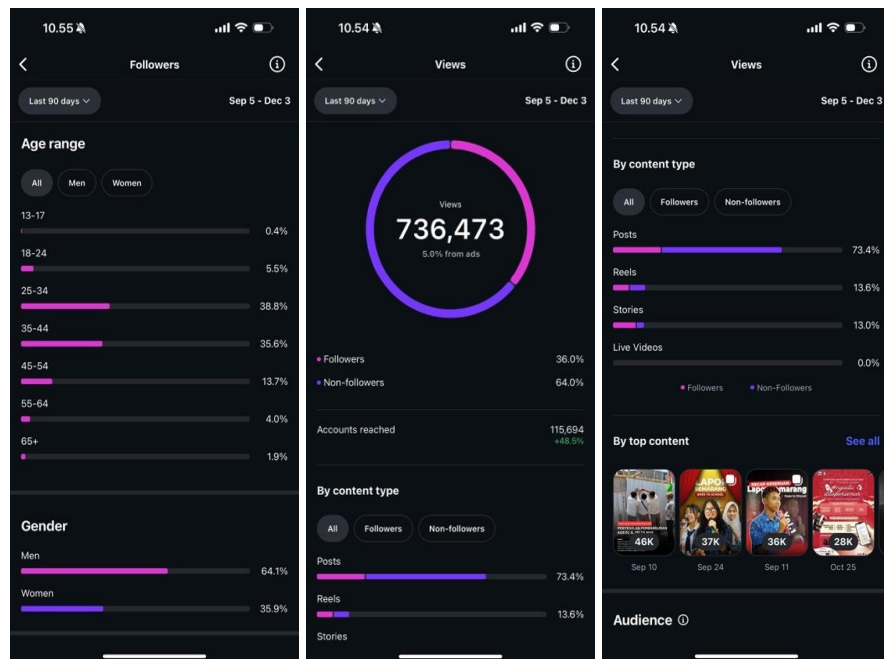 10.55
Followers
Last 90 days
Sep 5 - Dec 3
Age range
All
Men
Women
13-17
0.4%
18-24
5.5%
25-34
38.8%
35-44
35.6%
45-54
13.7%
55-64
4.0%
65+
1.9%
Gender
Men
64.1%
Women
35.9%
10.54
Views
Last 90 days
Sep 5 - Dec 3
Views
736,473
5.0% from ads
Followers
36.0%
Non-followers
64.0%
Accounts reached
115,694
+48.5%
By content type
All
Followers
Non-followers
Posts
73.4%
Reels
13.6%
Stories
10.54
Views
Last 90 days
Sep 5 - Dec 3
By content type
All
Followers
Non-followers
Posts
73.4%
Reels
13.6%
Stories
13.0%
Live Videos
0.0%
Followers
Non-Followers
By top content
See all
46K
LAPOR
SEMARANG
GOES TO SCHOOL
37K
36K
28K
Sep 10
Sep 24
Sep 11
Oct 25
Audience